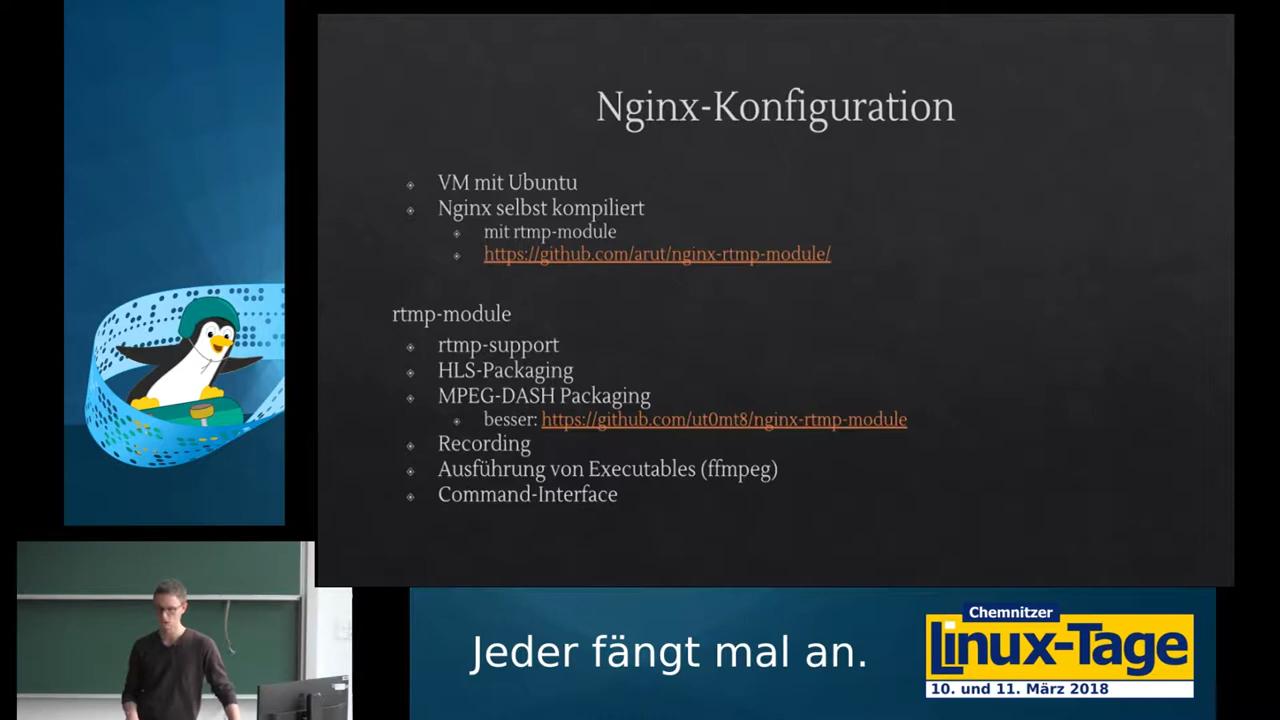 Nginx-Konfiguration
VM mit Ubuntu
Nginx selbst kompiliert
mit rtmp-module
https://github.com/arut/nginx-rtmp-module/
rtmp-module
rtmp-support
HLS-Packaging
MPEG-DASH Packaging
besser: https://github.com/ut0mt8/nginx-rtmp-module
Recording
Ausführung von Executables (ffmpeg)
Command-Interface
Jeder fängt mal an.
Chemnitzer
Linux-Tage
10. und 11. März 2018